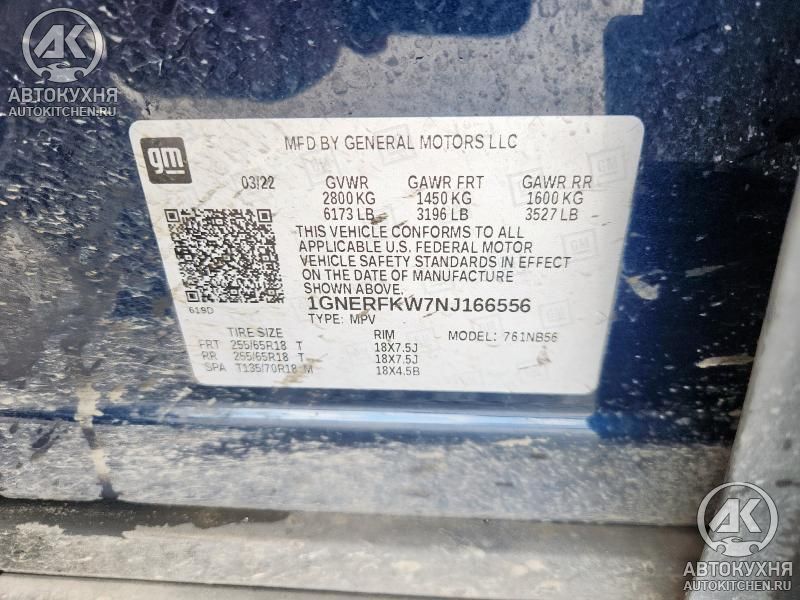 АК
АВТОКУХНЯ
AUTOKITCHEN.RU
gm
MFD BY GENERAL MOTORS LLC
03/22 GVWR GAWR FRT GAWR RR
2800 KG 1450 KG 1600 KG
6173 LB 3196 LB 3527 LB
THIS VEHICLE CONFORMS TO ALL
APPLICABLE U.S. FEDERAL MOTOR
VEHICLE SAFETY STANDARDS IN EFFECT
ON THE DATE OF MANUFACTURE
SHOWN ABOVE.
619D 1GNERFKW7NJ166556
TYPE: MPV
TIRE SIZE RIM MODEL: 761NB56
FRT 255/65R18 T 18X7.5J
RR 255/65R18 T 18X7.5J
SPA T135/70R18 M 18X4.5B
АК
АВТОКУХНЯ
AUTOKITCHEN.RU